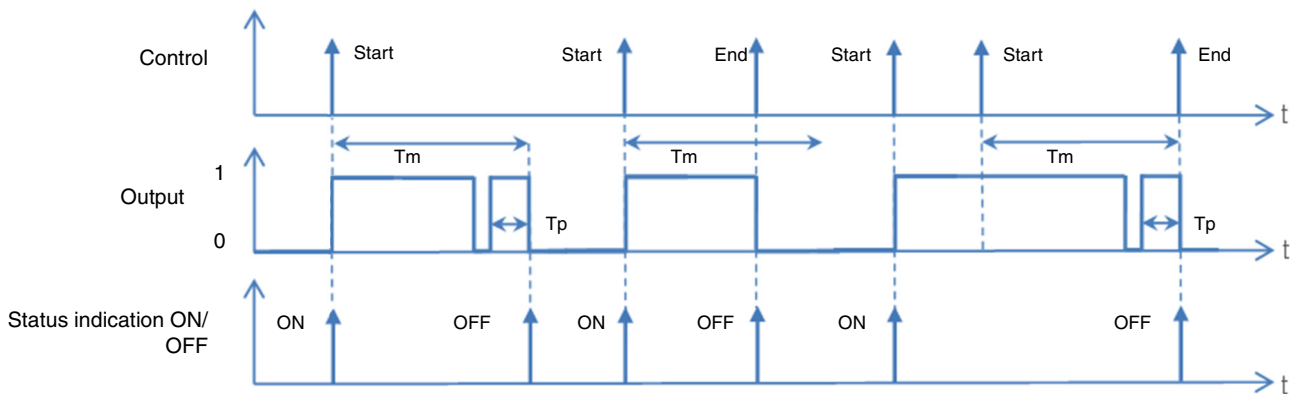 Control
Start
Start
End
Start
Start
End
t
Tm
Tm
Tm
Output
1
0
Tp
Tp
t
Status indication ON/
OFF
ON
OFF
ON
OFF
ON
OFF
t